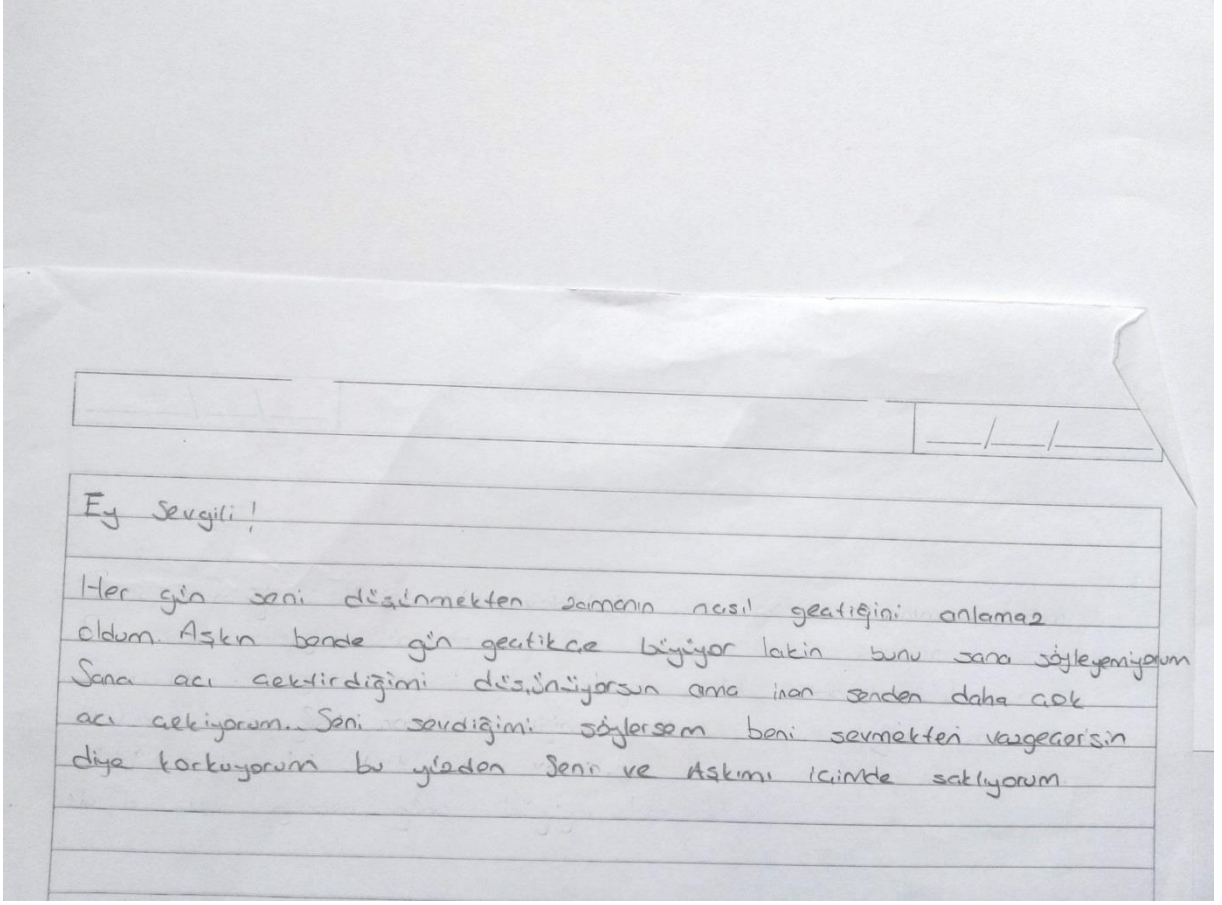 Ey Sevgili!
Her gün seni düşünmekten zamanın nasıl geçtiğini anlamaz
oldum. Aşkın bende gün geçtikçe büyüyor lakin bunu sana söyleyemiyorum
Sana acı çektirdiğimi düşünüyorsun ama inan senden daha çok
acı çekiyorum. Seni sevdiğimi söylersem beni sevmekten vazgeçersin
diye korkuyorum bu yüzden Seni ve Aşkımı içimde saklıyorum